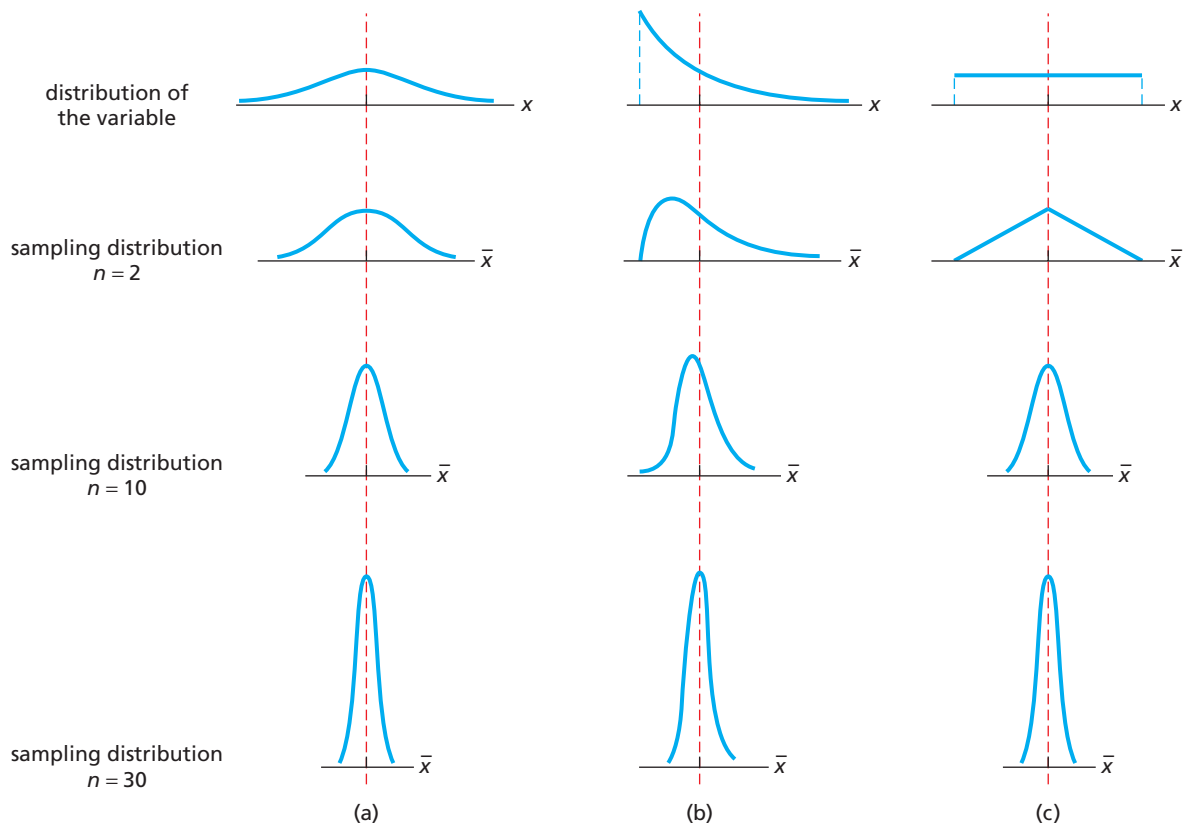 distribution of
the variable
x
x
x
sampling distribution
n = 2
x̄
x̄
x̄
sampling distribution
n = 10
x̄
x̄
x̄
sampling distribution
n = 30
x̄
x̄
x̄
(a)
(b)
(c)